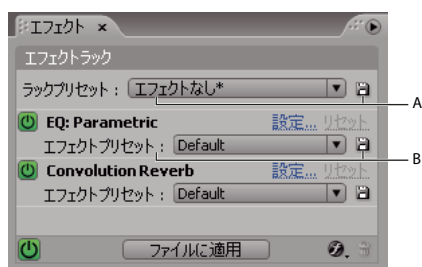 エフェクト ×
エフェクトラック
ラックプリセット： エフェクトなし*
A
EQ: Parametric 設定... リセット
エフェクトプリセット： Default
B
Convolution Reverb 設定... リセット
エフェクトプリセット： Default
ファイルに適用